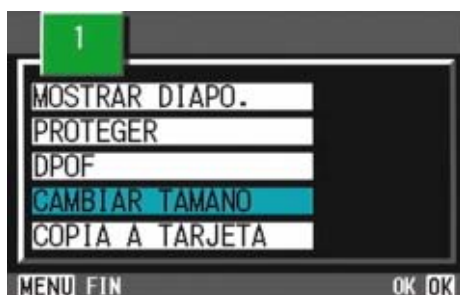 1
MOSTRAR DIAPO.
PROTEGER
DPOF
CAMBIAR TAMANO
COPIA A TARJETA
MENU FIN OK OK